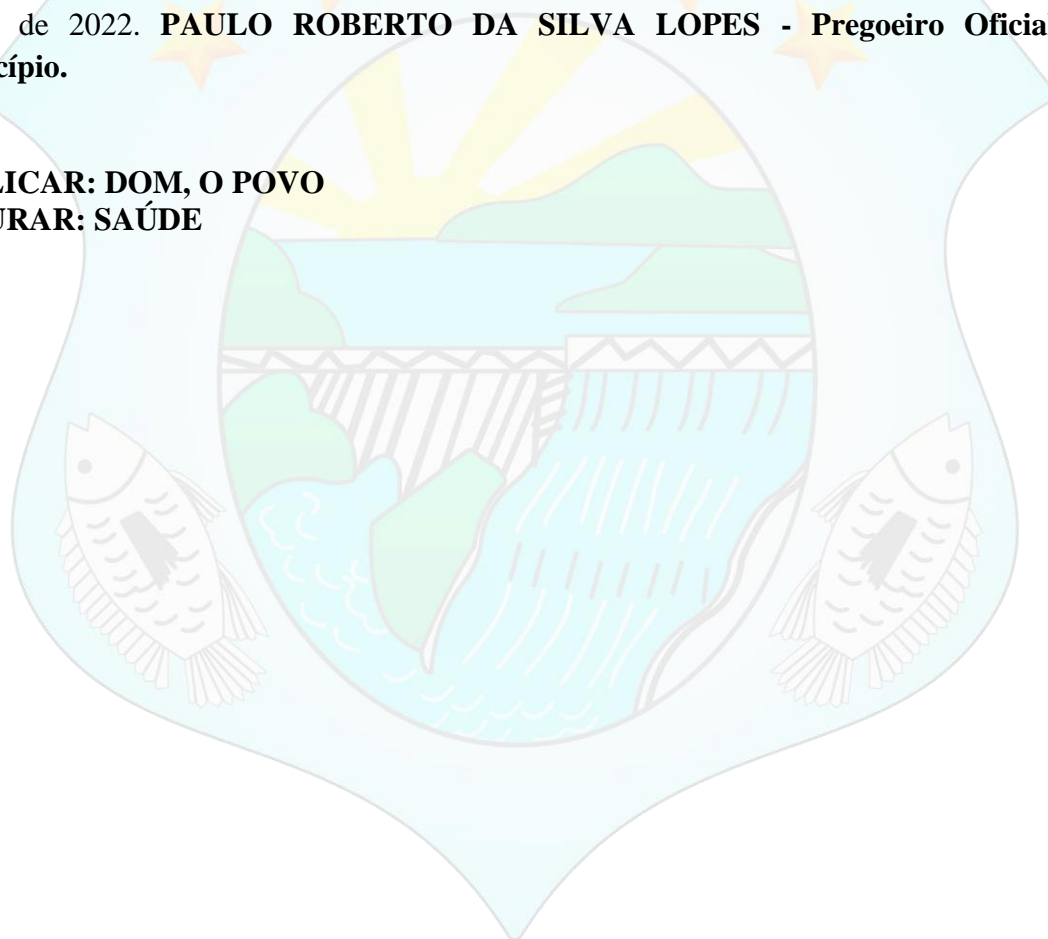 de 2022. PAULO ROBERTO DA SILVA LOPES - Pregoeiro Oficial
cípio.
LICAR: DOM, O POVO
URAR: SAÚDE